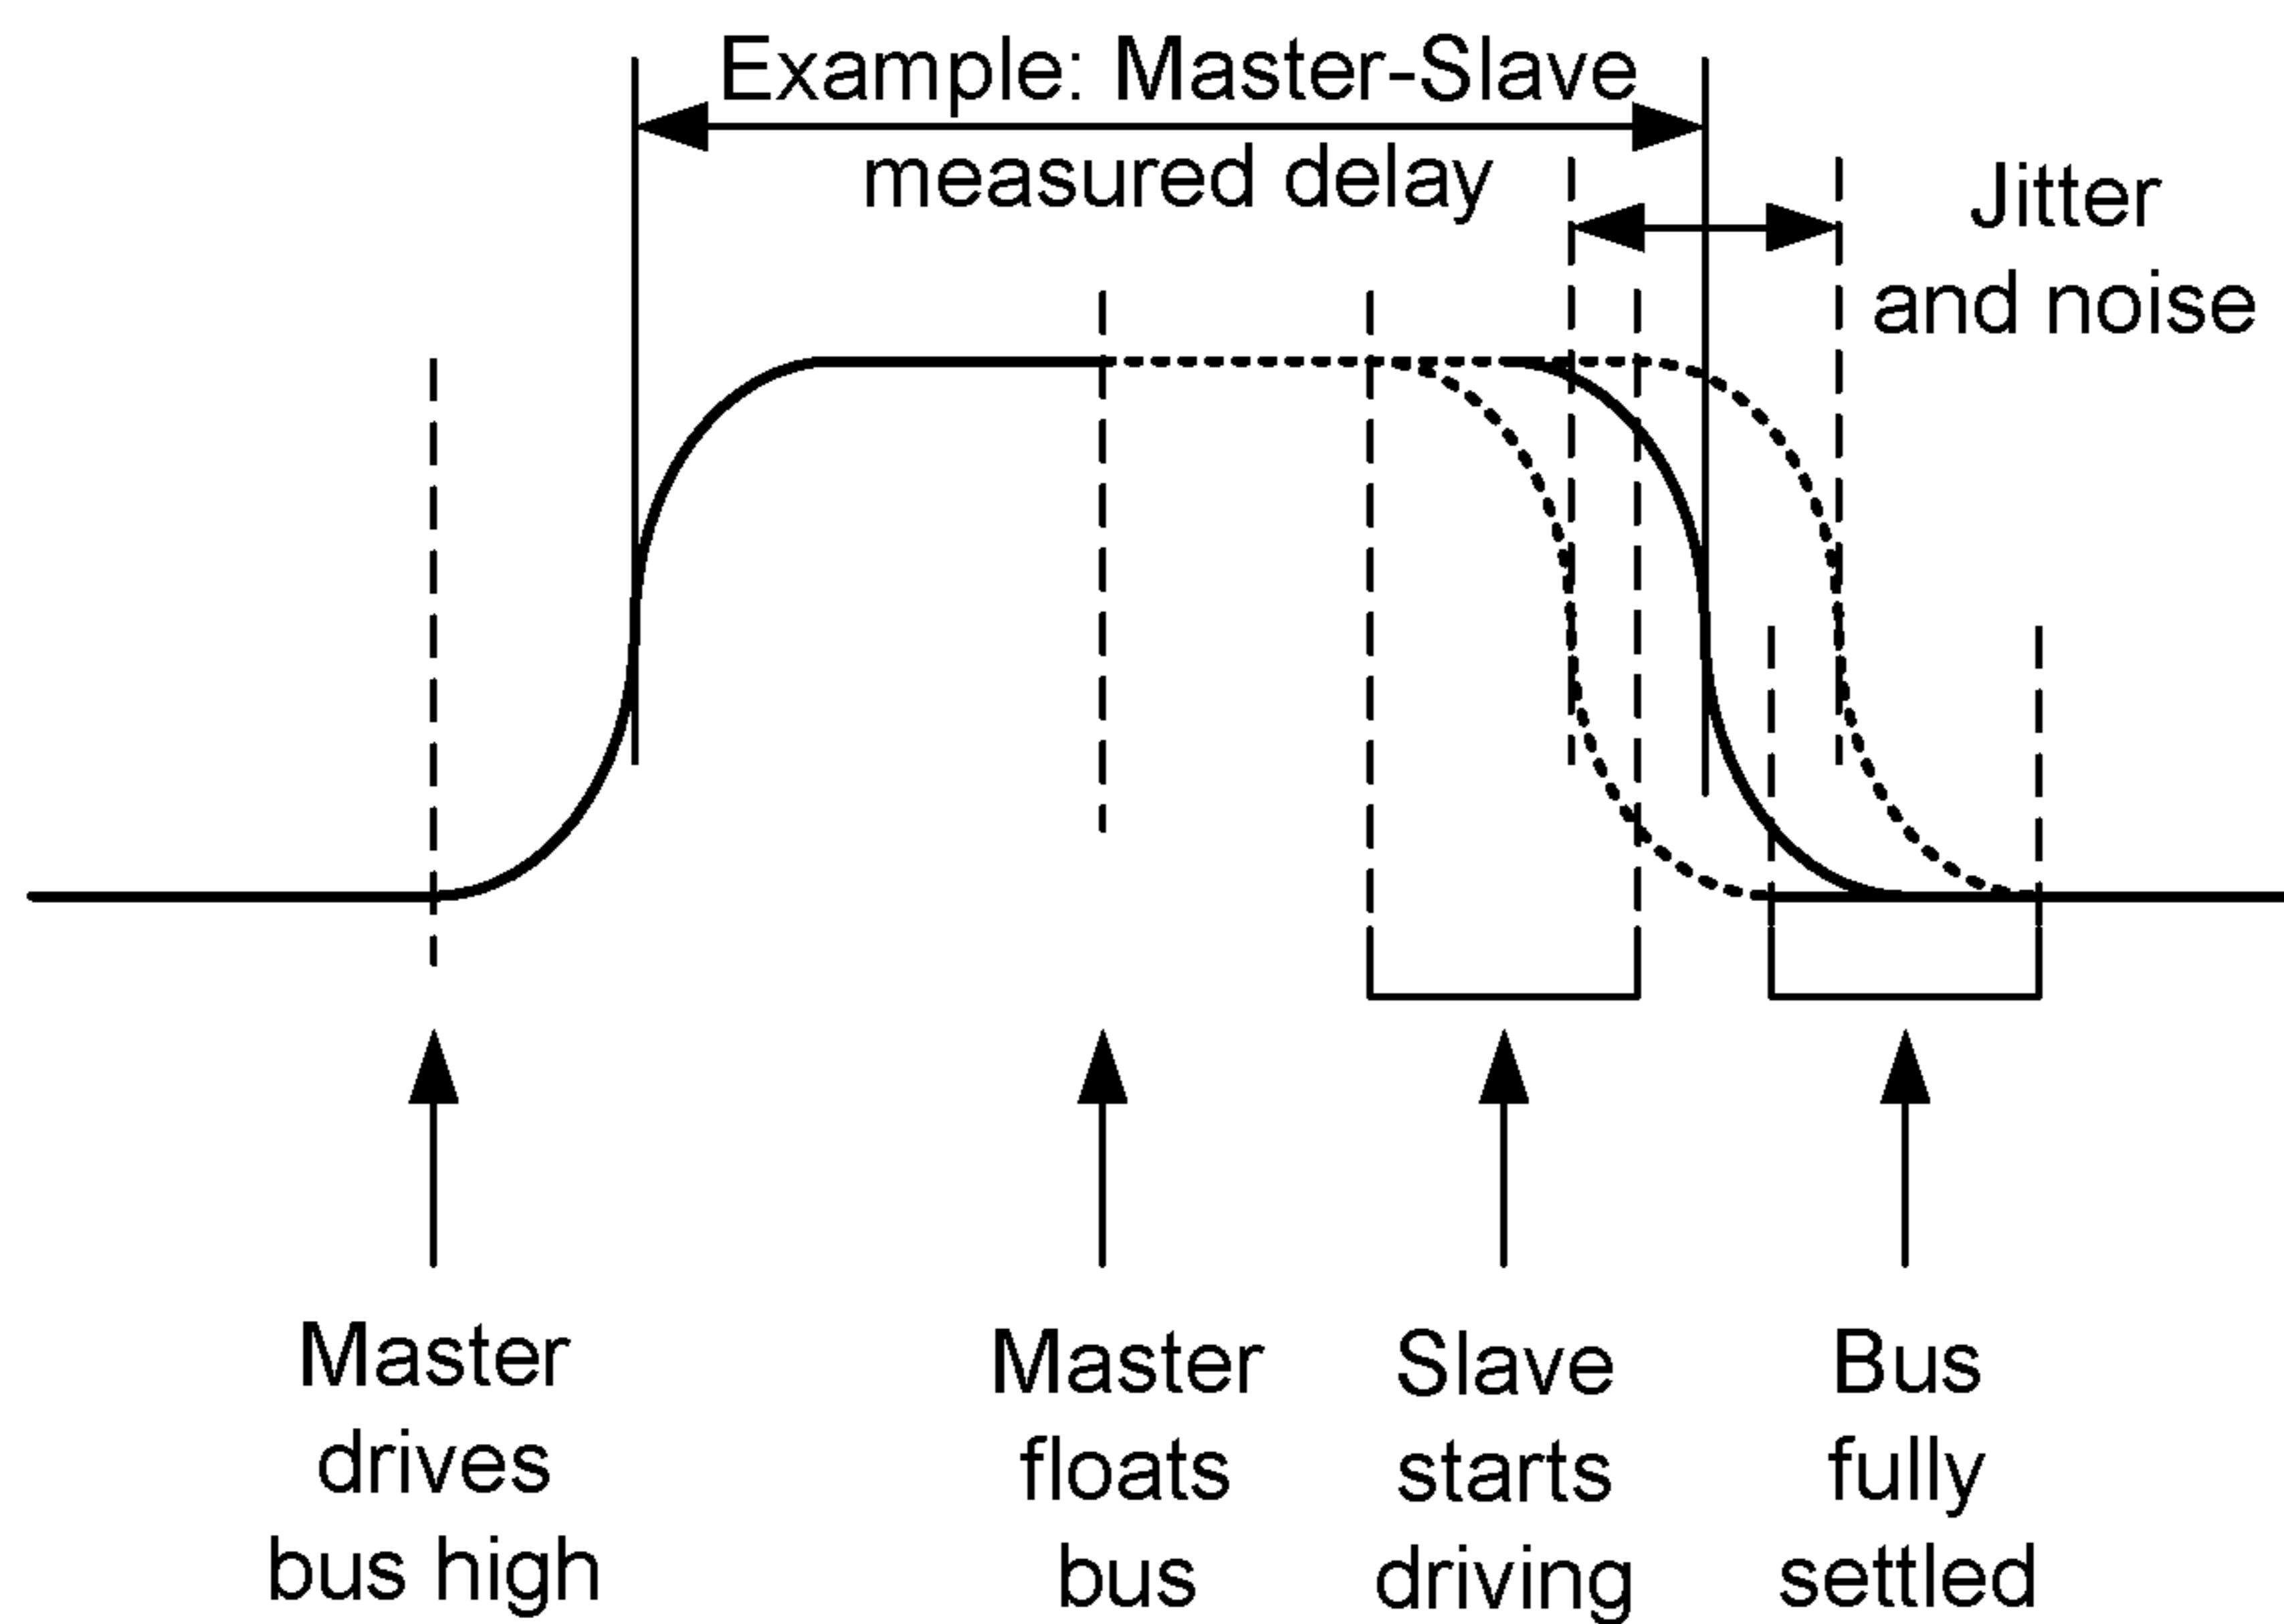 Example: Master-Slave
measured delay
Jitter
and noise
Master
drives
bus high
Master
floats
bus
Slave
starts
driving
Bus
fully
settled